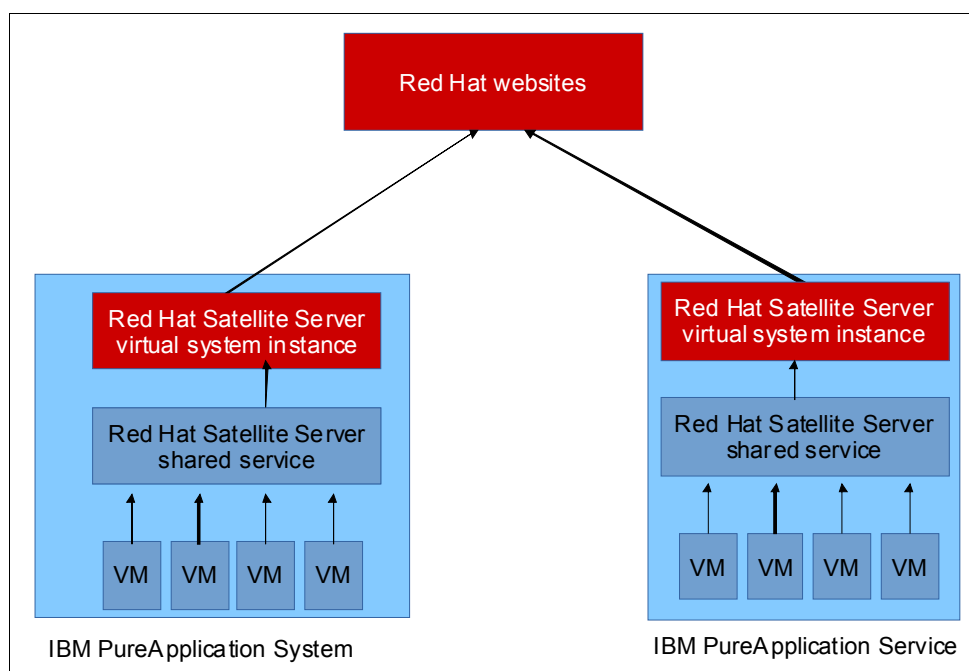 Red Hat websites
Red Hat Satellite Server
virtual system instance
Red Hat Satellite Server
shared service
VM
VM
VM
VM
IBM PureApplication System
Red Hat Satellite Server
virtual system instance
Red Hat Satellite Server
shared service
VM
VM
VM
VM
IBM PureApplication Service